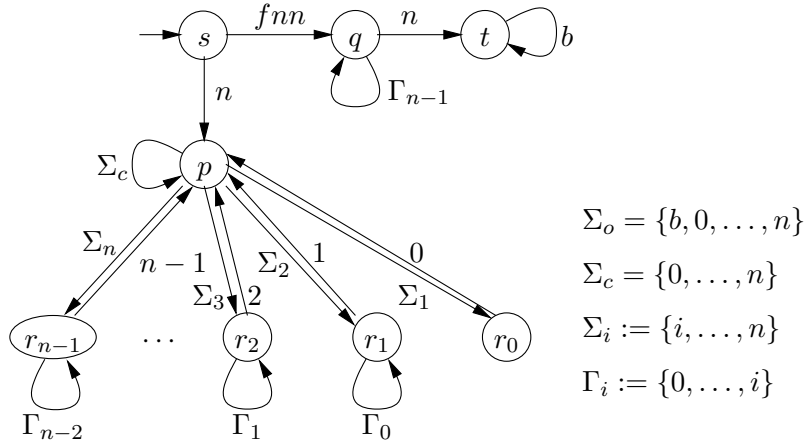 s fnn q n t b
Γ_{n−1}
n
Σ_c p
Σ_n n − 1 Σ_3 2 Σ_2 1 Σ_1 0
r_{n−1} ... r_2 r_1 r_0
Γ_{n−2} Γ_1 Γ_0
Σ_o = {b, 0, . . . , n}
Σ_c = {0, . . . , n}
Σ_i := {i, . . . , n}
Γ_i := {0, . . . , i}